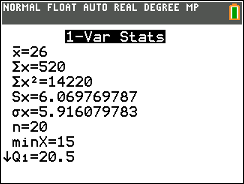 NORMAL FLOAT AUTO REAL DEGREE MP
1-Var Stats
x̄=26
Σx=520
Σx²=14220
Sx=6.069769787
σx=5.916079783
n=20
minX=15
↓Q₁=20.5